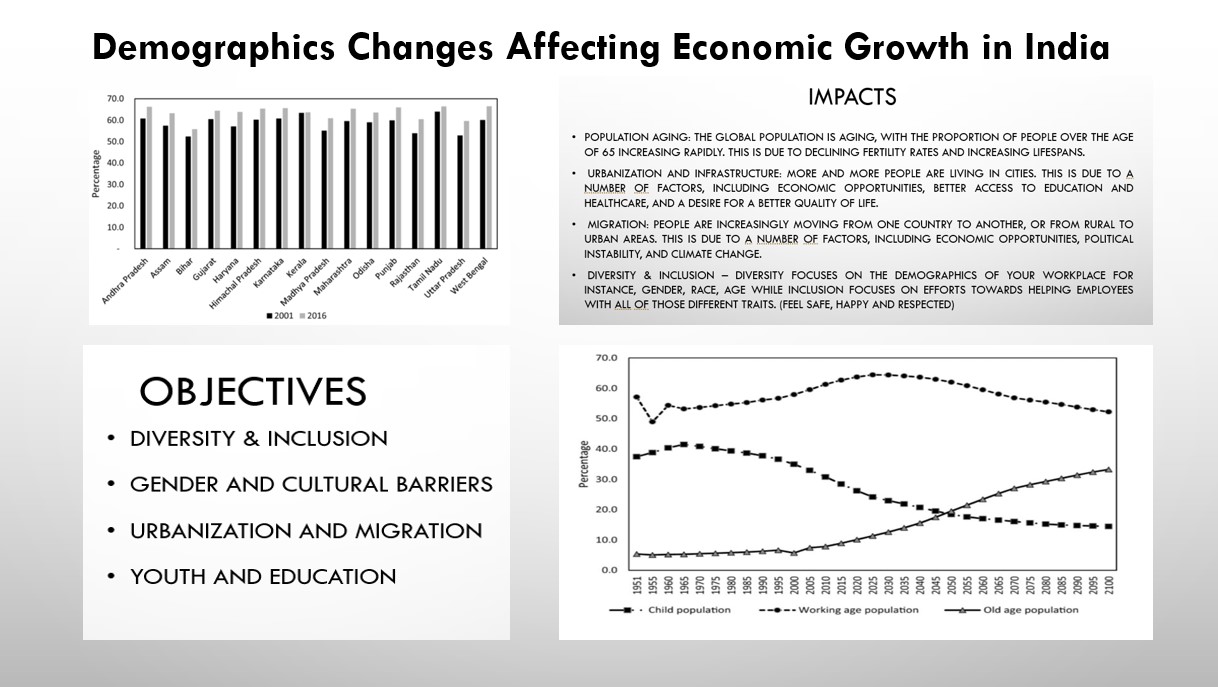 Demographics Changes Affecting Economic Growth in India
70.0
60.0
50.0
40.0
30.0
20.0
10.0
-
Percentage
Andhra Pradesh
Assam
Bihar
Gujarat
Haryana
Himachal Pradesh
Karnataka
Kerala
Madhya Pradesh
Maharashtra
Odisha
Punjab
Rajasthan
Tamil Nadu
Uttar Pradesh
West Bengal
2001 2016
IMPACTS
• POPULATION AGING: THE GLOBAL POPULATION IS AGING, WITH THE PROPORTION OF PEOPLE OVER THE AGE
OF 65 INCREASING RAPIDLY. THIS IS DUE TO DECLINING FERTILITY RATES AND INCREASING LIFESPANS.
• URBANIZATION AND INFRASTRUCTURE: MORE AND MORE PEOPLE ARE LIVING IN CITIES. THIS IS DUE TO A
NUMBER OF FACTORS, INCLUDING ECONOMIC OPPORTUNITIES, BETTER ACCESS TO EDUCATION AND
HEALTHCARE, AND A DESIRE FOR A BETTER QUALITY OF LIFE.
• MIGRATION: PEOPLE ARE INCREASINGLY MOVING FROM ONE COUNTRY TO ANOTHER, OR FROM RURAL TO
URBAN AREAS. THIS IS DUE TO A NUMBER OF FACTORS, INCLUDING ECONOMIC OPPORTUNITIES, POLITICAL
INSTABILITY, AND CLIMATE CHANGE.
• DIVERSITY & INCLUSION – DIVERSITY FOCUSES ON THE DEMOGRAPHICS OF YOUR WORKPLACE FOR
INSTANCE, GENDER, RACE, AGE WHILE INCLUSION FOCUSES ON EFFORTS TOWARDS HELPING EMPLOYEES
WITH ALL OF THOSE DIFFERENT TRAITS. (FEEL SAFE, HAPPY AND RESPECTED)
OBJECTIVES
• DIVERSITY & INCLUSION
• GENDER AND CULTURAL BARRIERS
• URBANIZATION AND MIGRATION
• YOUTH AND EDUCATION
70.0
60.0
50.0
40.0
30.0
20.0
10.0
0.0
Percentage
1951
1955
1960
1965
1970
1975
1980
1985
1990
1995
2000
2005
2010
2015
2020
2025
2030
2035
2040
2045
2050
2055
2060
2065
2070
2075
2080
2085
2090
2095
2100
Child population Working age population Old age population